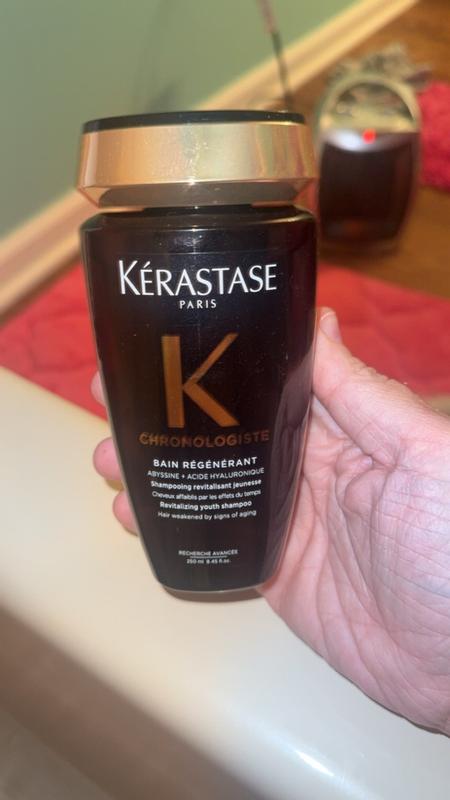 KÉRASTASE
PARIS
K
CHRONOLOGISTE
BAIN RÉGÉNÉRANT
ABYSSINE + ACIDE HYALURONIQUE
Shampooing revitalisant jeunesse
Cheveux affaiblis par les effets du temps
Revitalizing youth shampoo
Hair weakened by signs of aging
RECHERCHE AVANCÉE
250 ml 8.45 fl.oz.